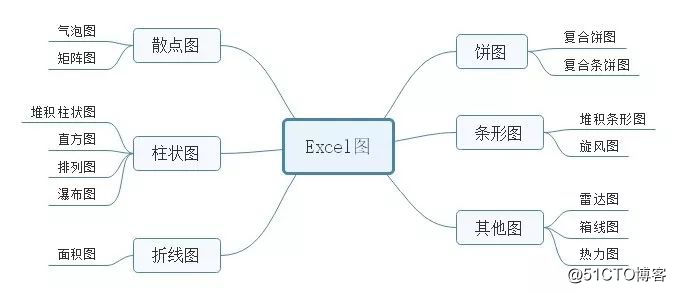 Excel图
散点图
气泡图
矩阵图
柱状图
堆积柱状图
直方图
排列图
瀑布图
折线图
面积图
饼图
复合饼图
复合条饼图
条形图
堆积条形图
旋风图
其他图
雷达图
箱线图
热力图
@51CTO博客